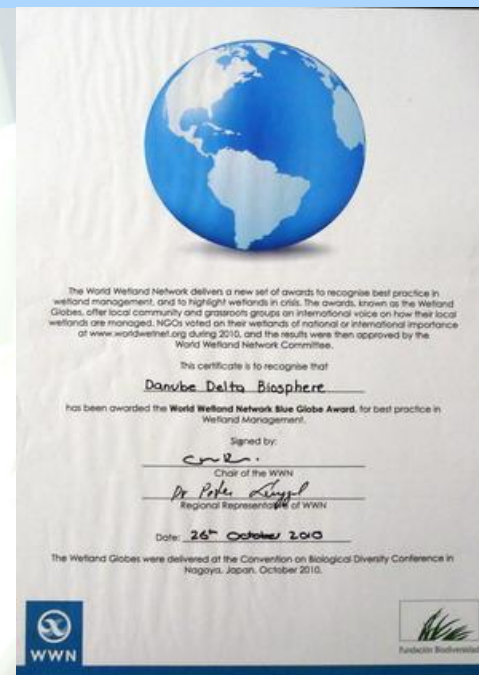 The World Wetland Network delivers a new set of awards to recognise best practice in
wetland management, and to highlight wetlands in crisis. The awards, known as the Wetland
Globes, offer local community and grassroots groups an international voice on how their local
wetlands are managed. NGOs voted on their wetlands of national or international importance
at www.worldwetnet.org during 2010, and the results were then approved by the
World Wetland Network Committee.
This certificate is to recognise that
Danube Delta Biosphere
has been awarded the World Wetland Network Blue Globe Award, for best practice in
Wetland Management.
Signed by:
Chair of the WWN
Dr
Regional Representative of WWN
Date: 26th October 2010
The Wetland Globes were delivered at the Convention on Biological Diversity Conference in
Nagoya, Japan, October 2010.
WWN
Fundación Biodiversidad